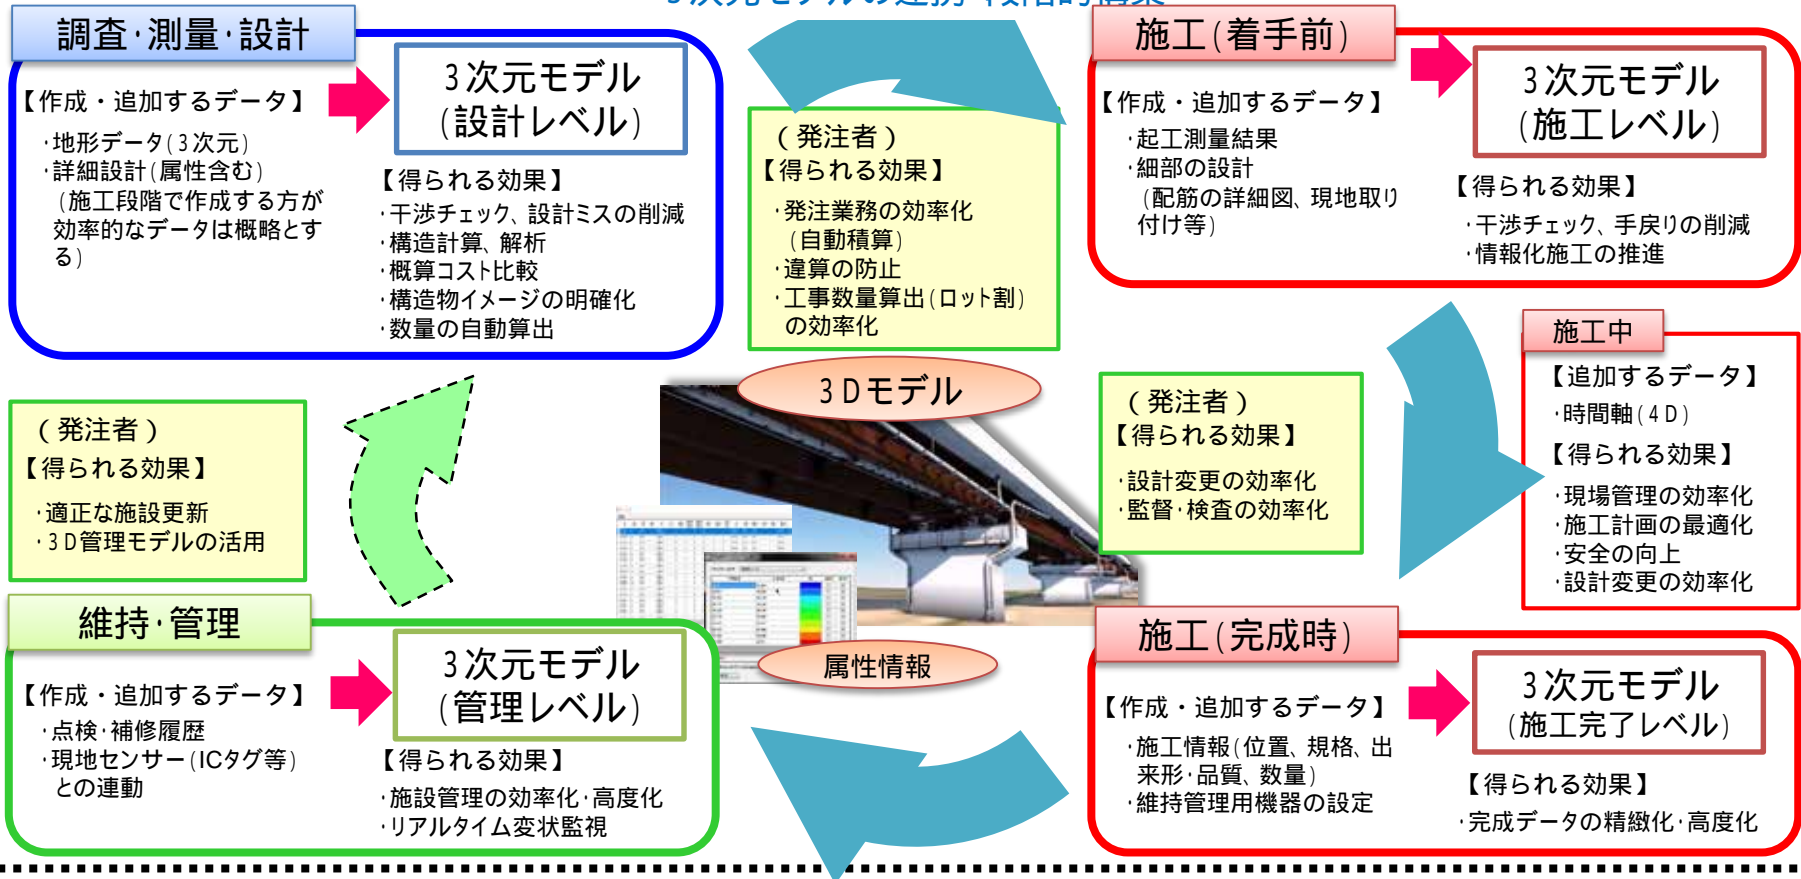 3次元モデルの連携・段階的構築
調査・測量・設計
3次元モデル
(設計レベル)
【作成・追加するデータ】
・地形データ(3次元)
・詳細設計(属性含む)
(施工段階で作成する方が
効率的なデータは概略とす
る)
【得られる効果】
・干渉チェック、設計ミスの削減
・構造計算、解析
・概算コスト比較
・構造物イメージの明確化
・数量の自動算出
(発注者)
【得られる効果】
・発注業務の効率化
(自動積算)
・違算の防止
・工事数量算出(ロット割)
の効率化
施工(着手前)
3次元モデル
(施工レベル)
【作成・追加するデータ】
・起工測量結果
・細部の設計
(配筋の詳細図、現地取り
付け等)
【得られる効果】
・干渉チェック、手戻りの削減
・情報化施工の推進
施工中
【追加するデータ】
・時間軸(4D)
【得られる効果】
・現場管理の効率化
・施工計画の最適化
・安全の向上
・設計変更の効率化
(発注者)
【得られる効果】
・設計変更の効率化
・監督・検査の効率化
3Dモデル
属性情報
(発注者)
【得られる効果】
・適正な施設更新
・3D管理モデルの活用
維持・管理
3次元モデル
(管理レベル)
【作成・追加するデータ】
・点検・補修履歴
・現地センサー(ICタグ等)
との連動
【得られる効果】
・施設管理の効率化・高度化
・リアルタイム変状監視
施工(完成時)
3次元モデル
(施工完了レベル)
【作成・追加するデータ】
・施工情報(位置、規格、出
来形・品質、数量)
・維持管理用機器の設定
【得られる効果】
・完成データの精緻化・高度化